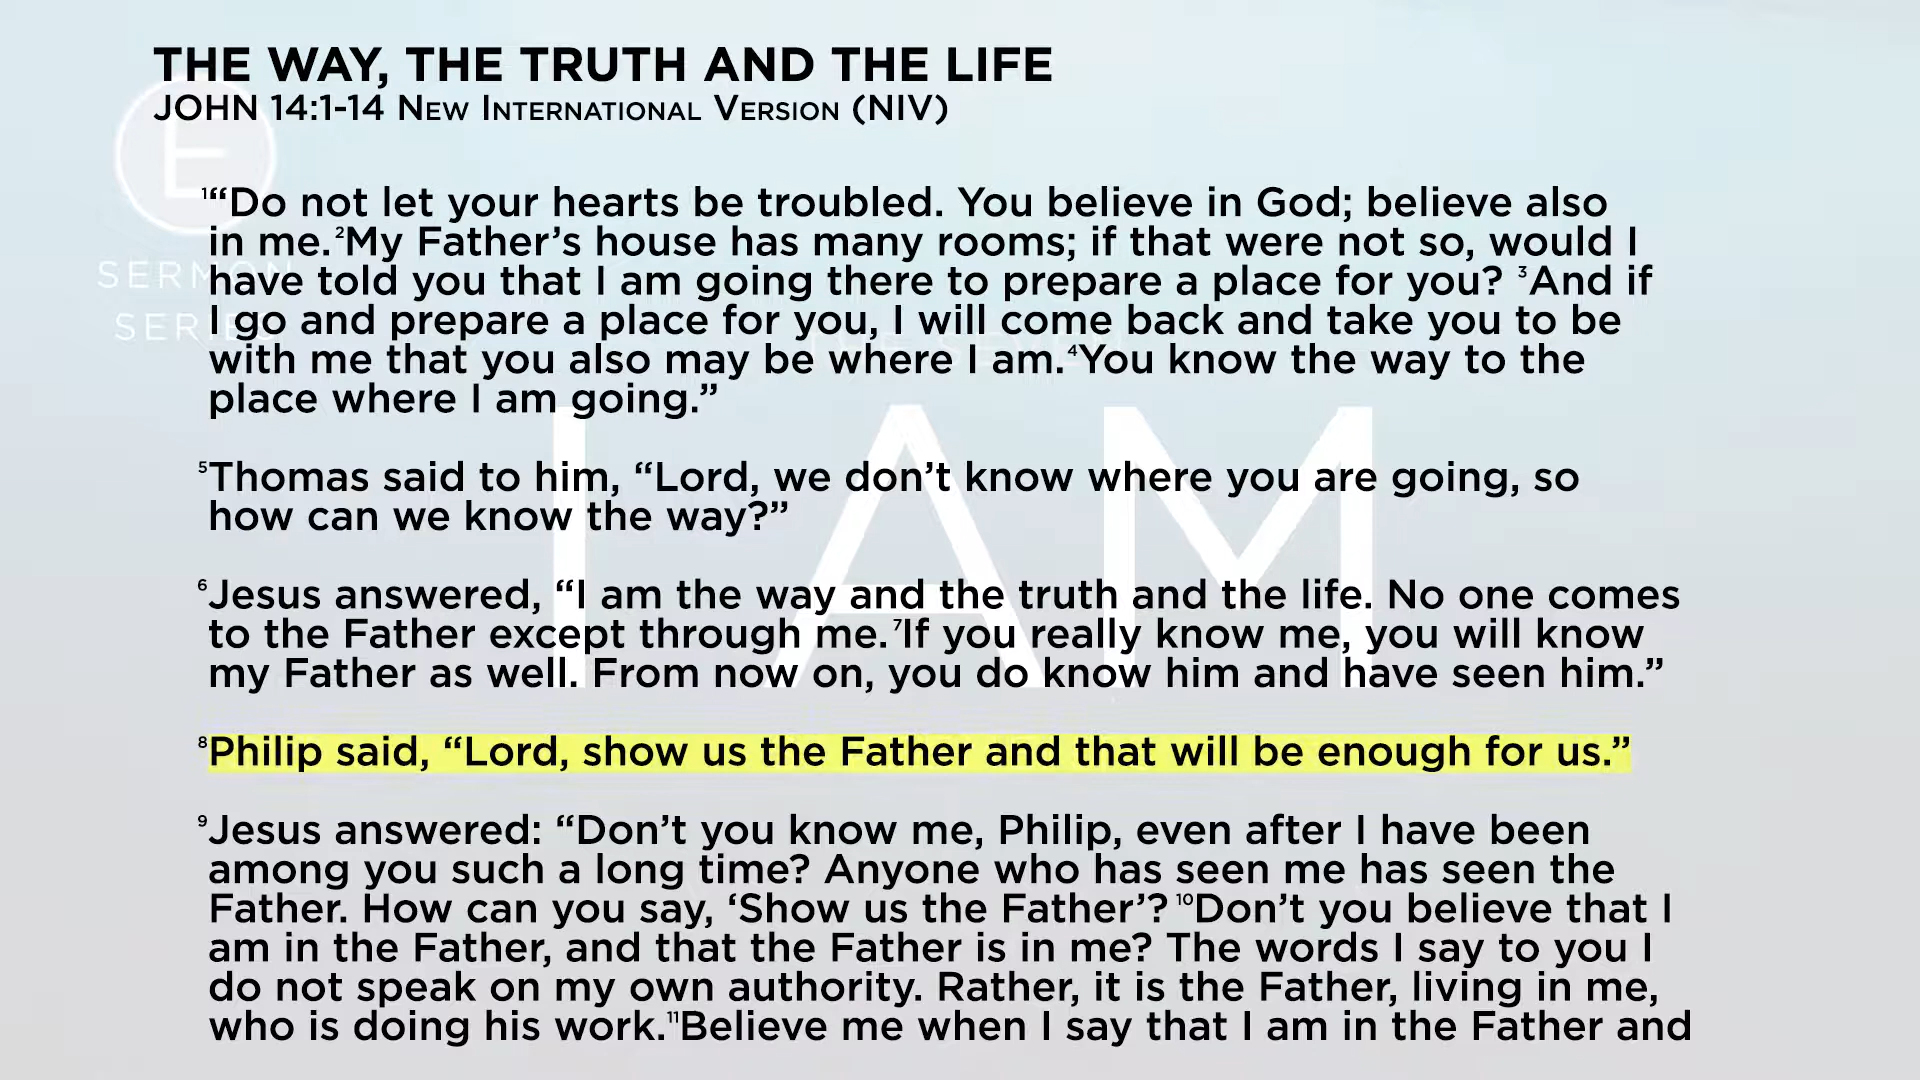 THE WAY, THE TRUTH AND THE LIFE
JOHN 14:1-14 New International Version (NIV)
E
SERMON
SERIES
THE SEVEN
I AM
¹“Do not let your hearts be troubled. You believe in God; believe also
in me. ²My Father’s house has many rooms; if that were not so, would I
have told you that I am going there to prepare a place for you? ³And if
I go and prepare a place for you, I will come back and take you to be
with me that you also may be where I am. ⁴You know the way to the
place where I am going.”
⁵Thomas said to him, “Lord, we don’t know where you are going, so
how can we know the way?”
⁶Jesus answered, “I am the way and the truth and the life. No one comes
to the Father except through me. ⁷If you really know me, you will know
my Father as well. From now on, you do know him and have seen him.”
⁸Philip said, “Lord, show us the Father and that will be enough for us.”
⁹Jesus answered: “Don’t you know me, Philip, even after I have been
among you such a long time? Anyone who has seen me has seen the
Father. How can you say, ‘Show us the Father’? ¹⁰Don’t you believe that I
am in the Father, and that the Father is in me? The words I say to you I
do not speak on my own authority. Rather, it is the Father, living in me,
who is doing his work. ¹¹Believe me when I say that I am in the Father and